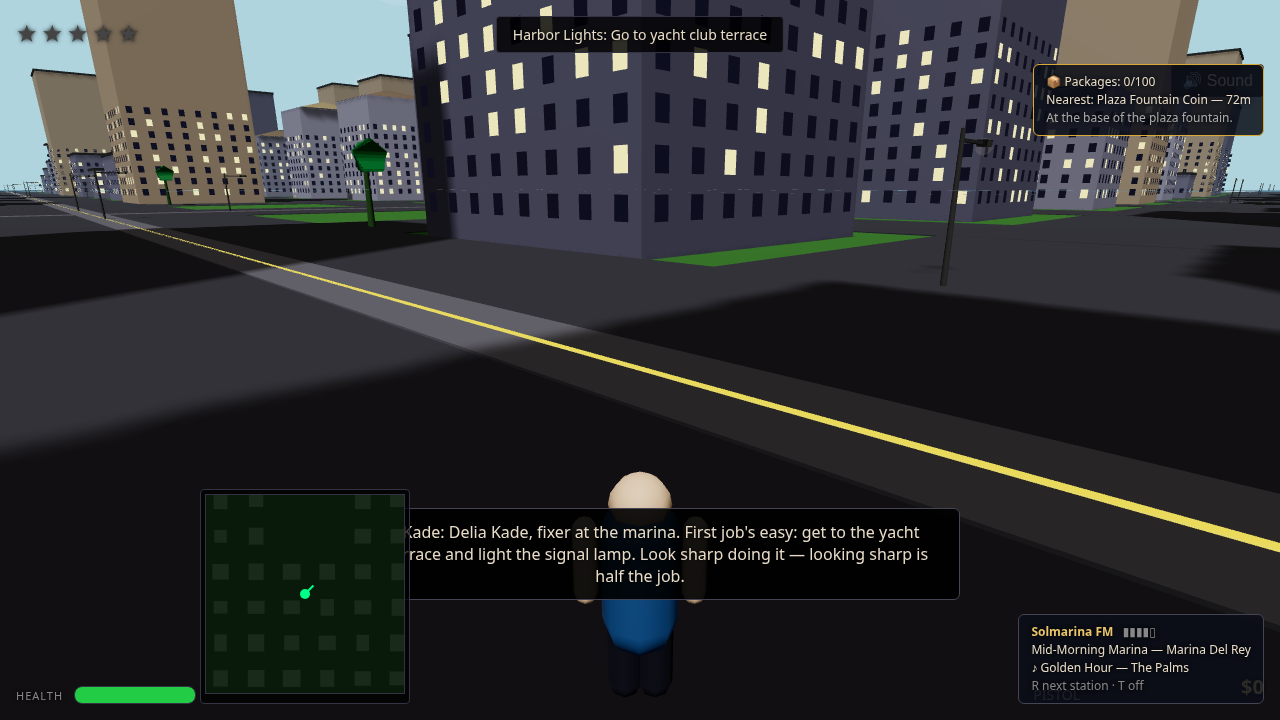 Harbor Lights: Go to yacht club terrace
📦 Packages: 0/100
🔊 Sound
Nearest: Plaza Fountain Coin — 72m
At the base of the plaza fountain.
Kade: Delia Kade, fixer at the marina. First job's easy: get to the yacht
race and light the signal lamp. Look sharp doing it — looking sharp is
half the job.
Solmarina FM
Mid-Morning Marina — Marina Del Rey
♪ Golden Hour — The Palms
R next station · T off
PISTOL
$0
HEALTH